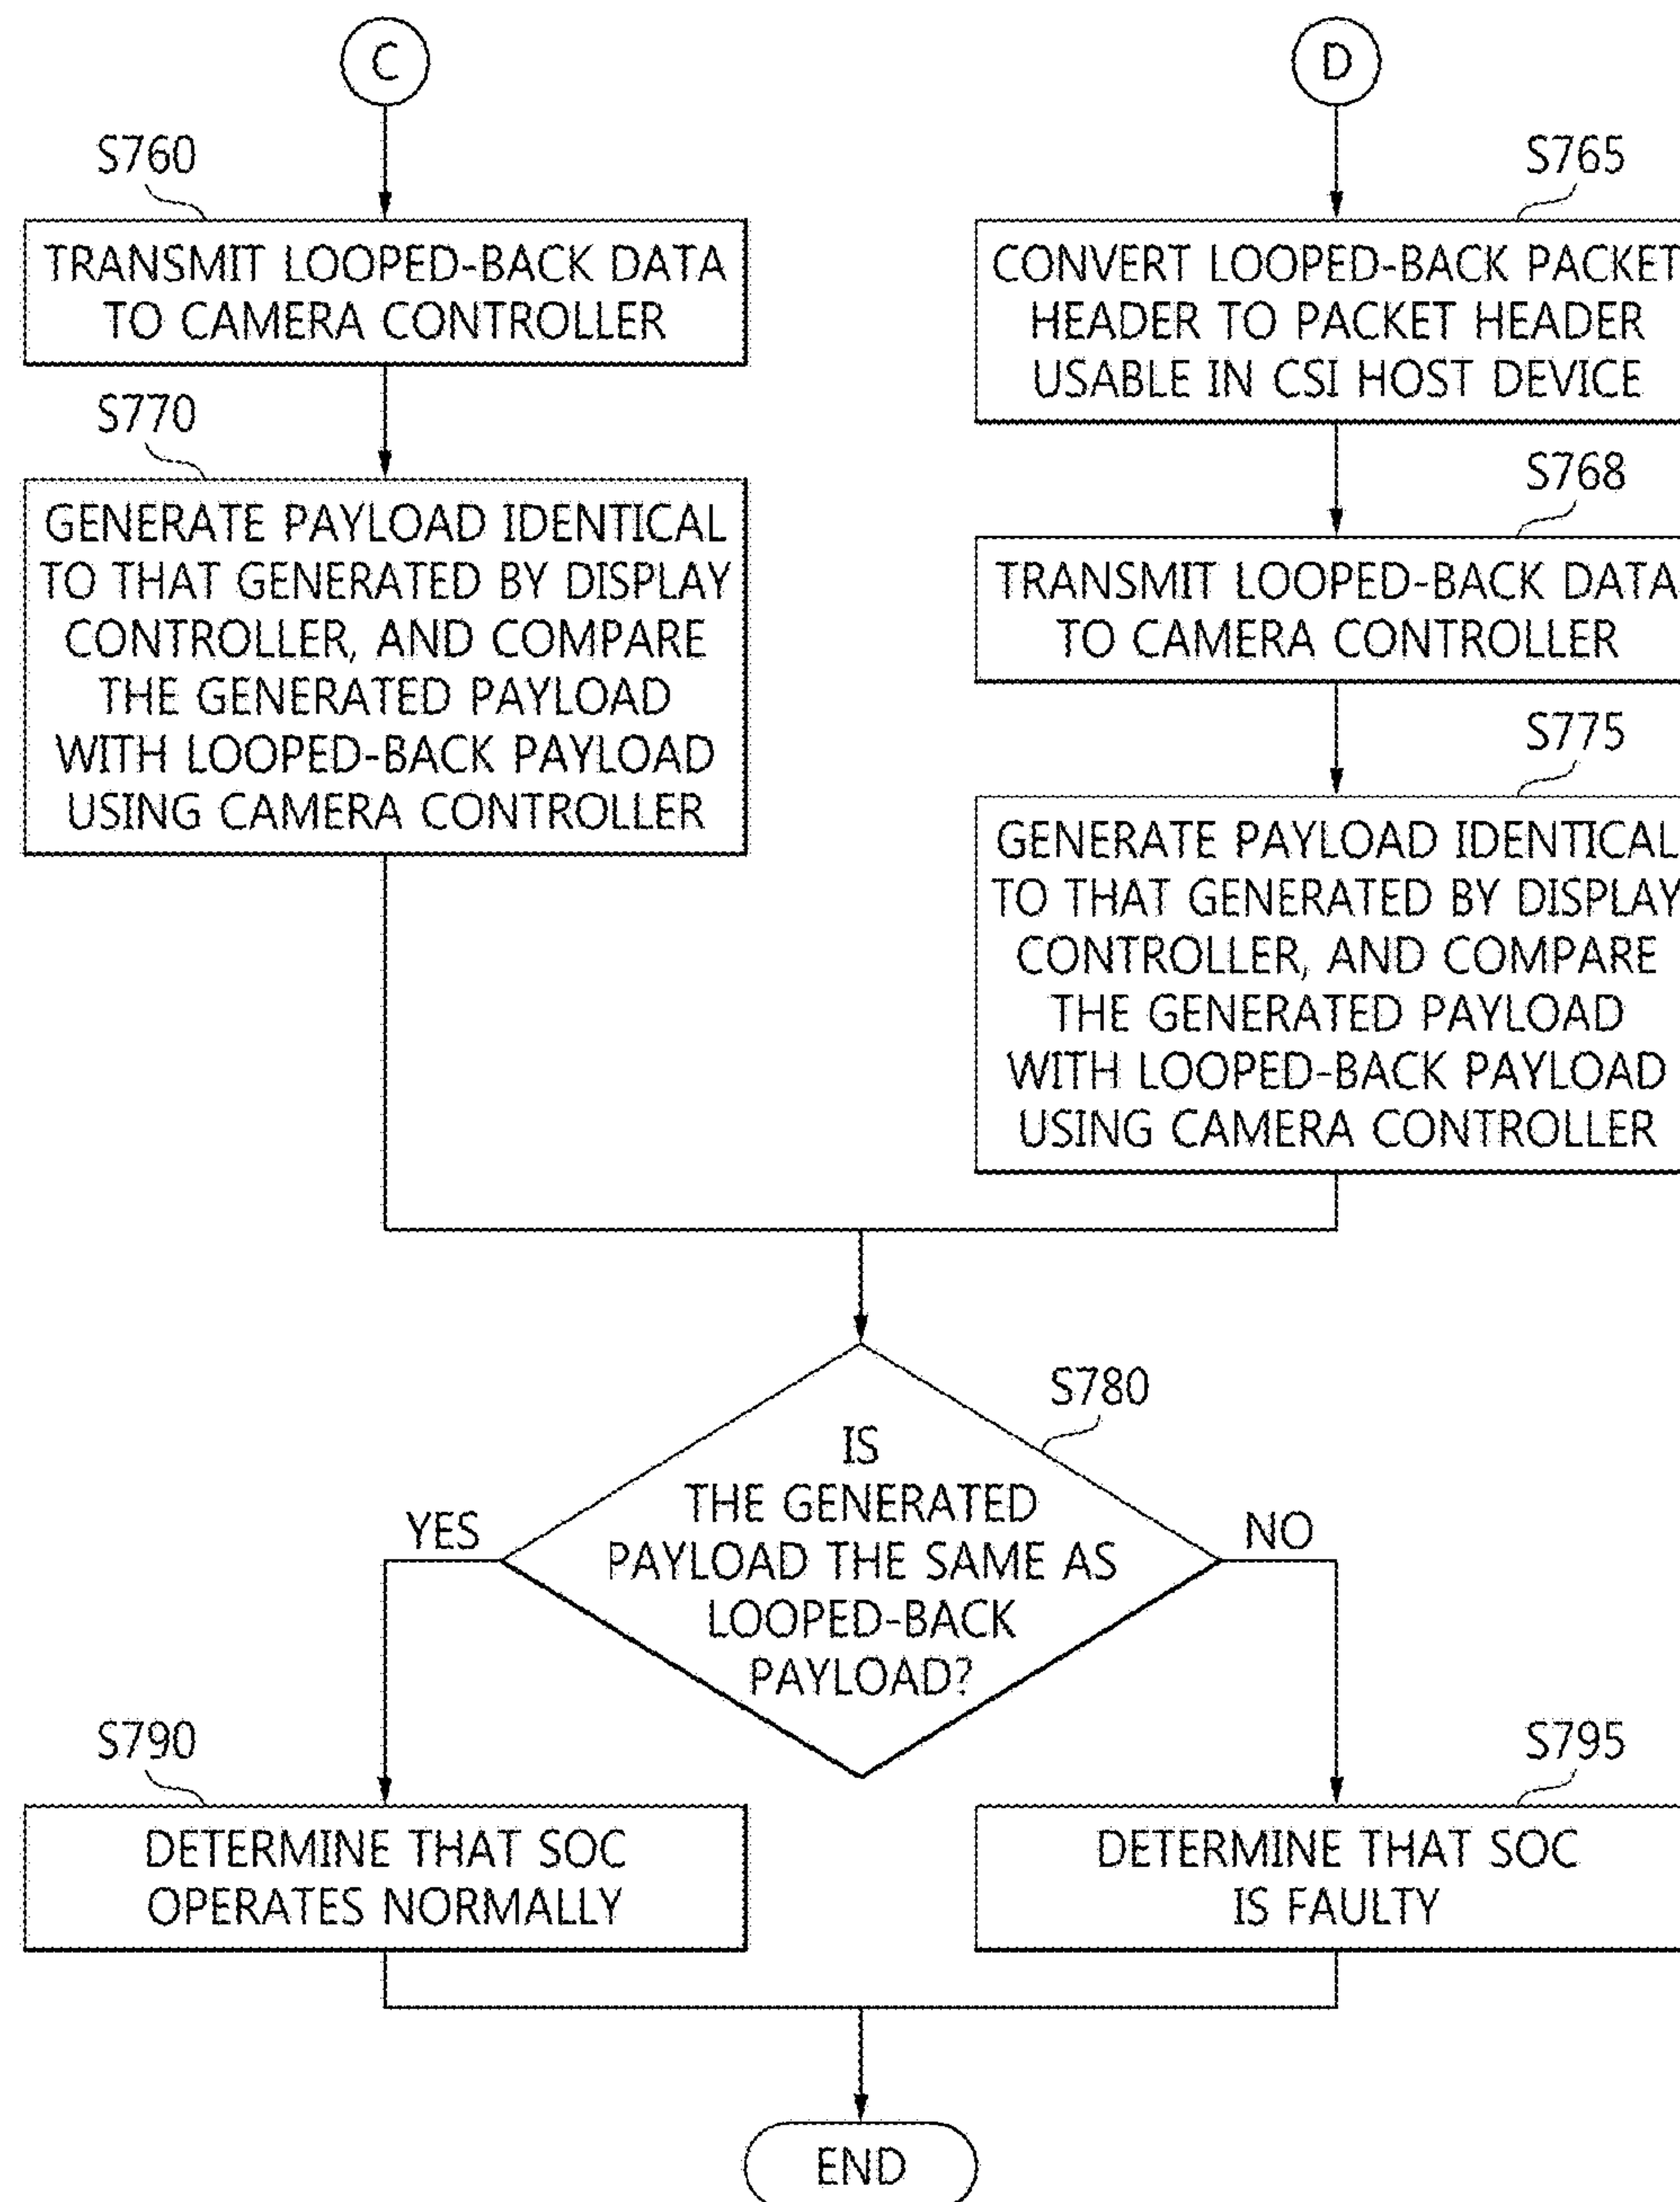 C
S760
TRANSMIT LOOPED-BACK DATA
TO CAMERA CONTROLLER
S770
GENERATE PAYLOAD IDENTICAL
TO THAT GENERATED BY DISPLAY
CONTROLLER, AND COMPARE
THE GENERATED PAYLOAD
WITH LOOPED-BACK PAYLOAD
USING CAMERA CONTROLLER
D
S765
CONVERT LOOPED-BACK PACKET
HEADER TO PACKET HEADER
USABLE IN CSI HOST DEVICE
S768
TRANSMIT LOOPED-BACK DATA
TO CAMERA CONTROLLER
S775
GENERATE PAYLOAD IDENTICAL
TO THAT GENERATED BY DISPLAY
CONTROLLER, AND COMPARE
THE GENERATED PAYLOAD
WITH LOOPED-BACK PAYLOAD
USING CAMERA CONTROLLER
S780
IS
THE GENERATED
PAYLOAD THE SAME AS
LOOPED-BACK
PAYLOAD?
YES
NO
S790
DETERMINE THAT SOC
OPERATES NORMALLY
S795
DETERMINE THAT SOC
IS FAULTY
END